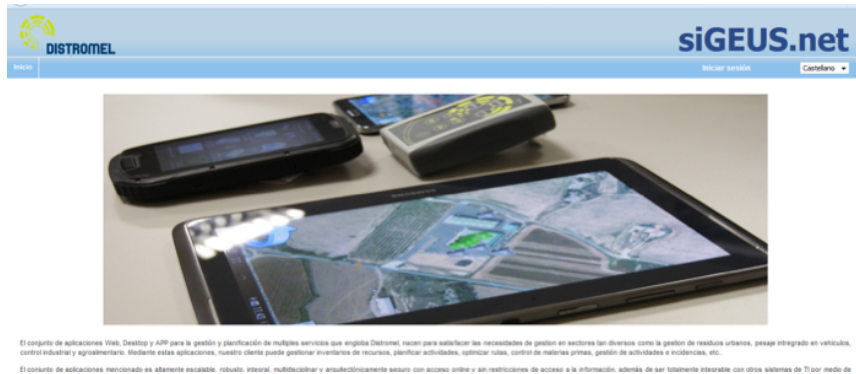 DISTROMEL
siGEUS.net
Inicio
Iniciar sesión
Castellano
SAMSUNG
11:43
El conjunto de aplicaciones Web, Desktop y APP para la gestión y planificación de multiples servicios que engloba Distromel, nacen para satisfacer las necesidades de gestion en sectores tan diversos como la gestion de residuos urbanos, pesaje intregrado en vehículos,
control industrial y agroalimentario. Mediante estas aplicaciones, nuestro cliente puede gestionar inventarios de recursos, planificar actividades, optimizar rutas, control de materias primas, gestión de actividades e incidencias, etc..
El conjunto de aplicaciones mencionado es altamente escalable, robusto, integral, multidisciplinar y arquitectónicamente seguro con acceso online y sin restricciones de acceso a la información, además de ser totalmente integrable con otros sistemas de TI por medio de